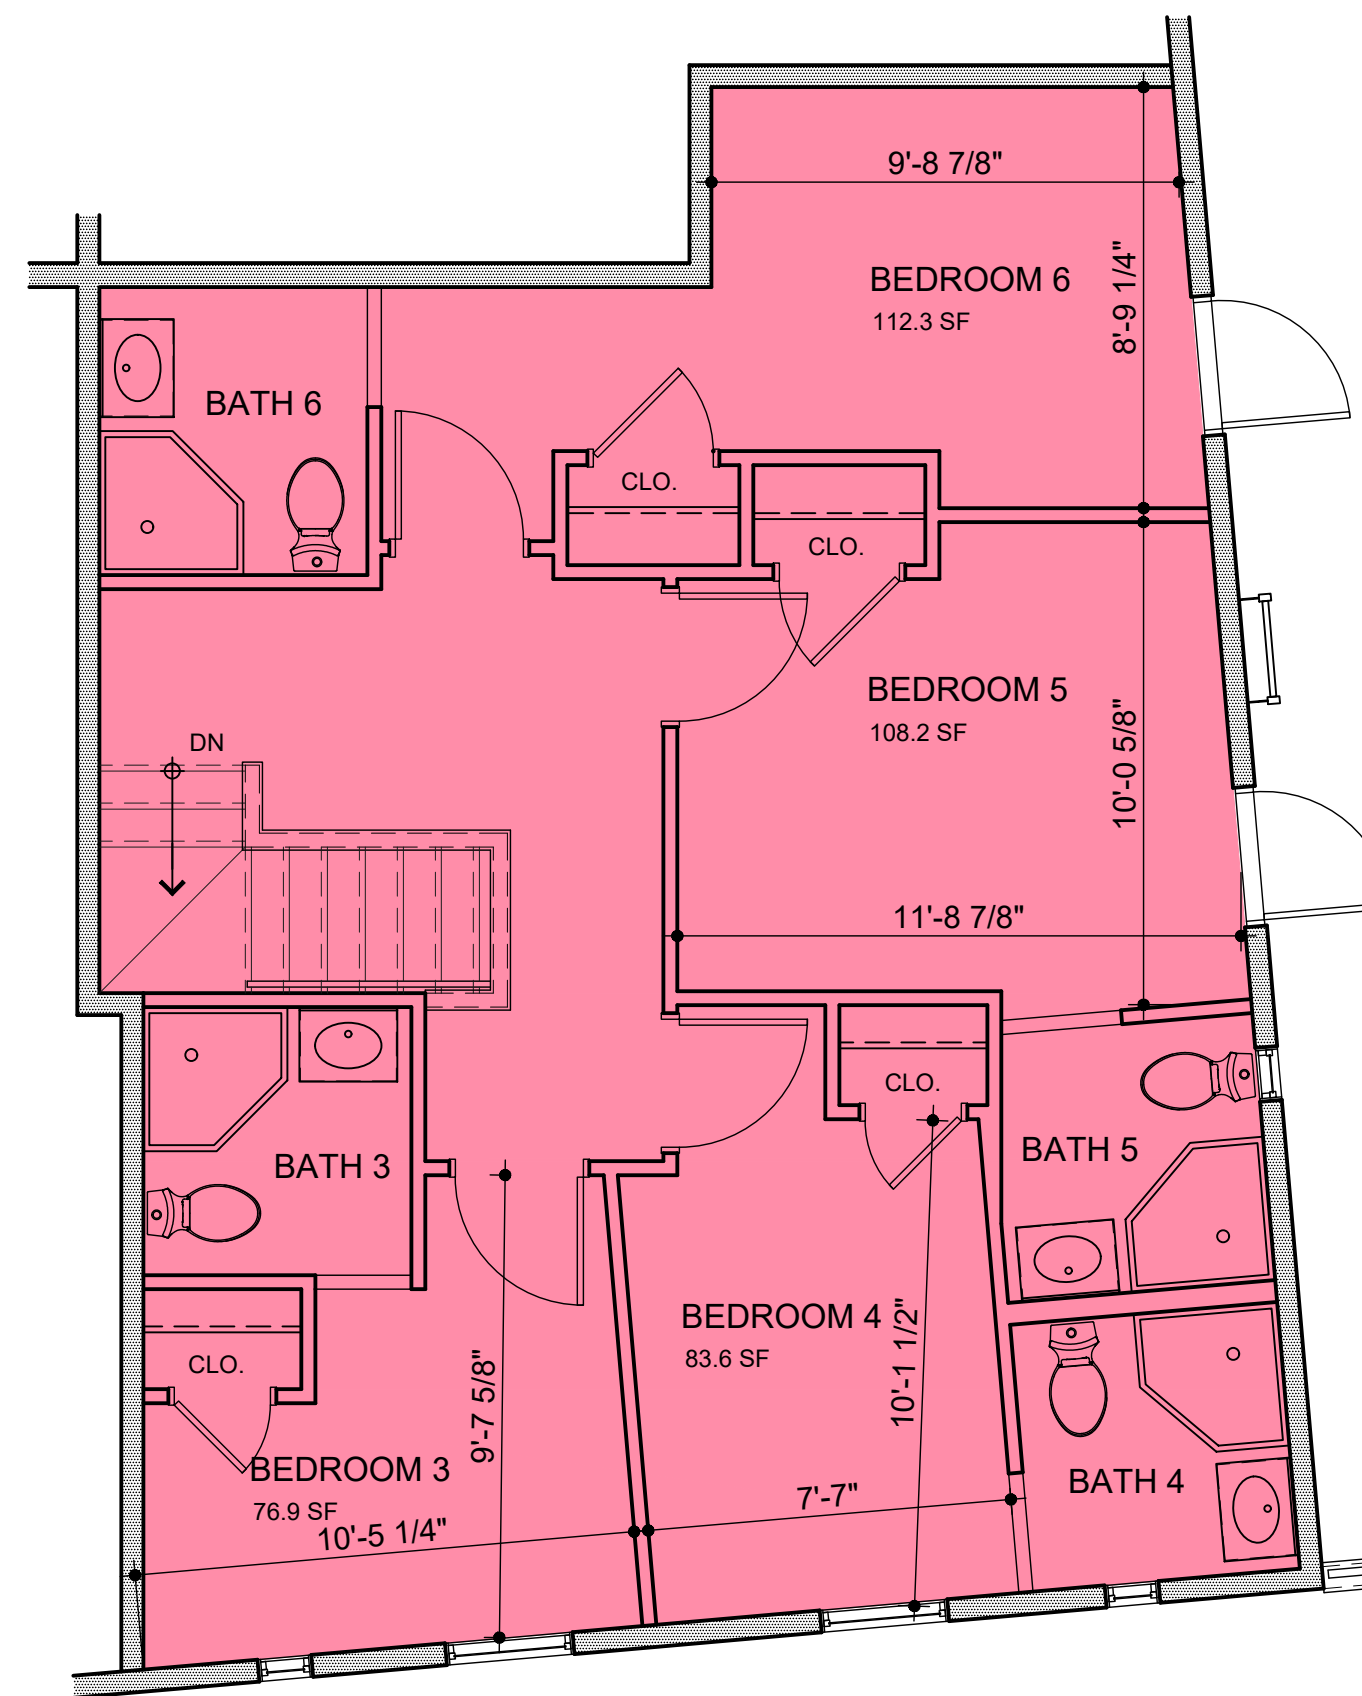 9'-8 7/8"
BEDROOM 6
112.3 SF
8'-9 1/4"
BATH 6
CLO.
CLO.
BEDROOM 5
108.2 SF
10'-0 5/8"
DN
11'-8 7/8"
CLO.
BATH 5
BATH 3
BEDROOM 4
83.6 SF
10'-1 1/2"
CLO.
9'-7 5/8"
BEDROOM 3
76.9 SF
10'-5 1/4"
7'-7"
BATH 4